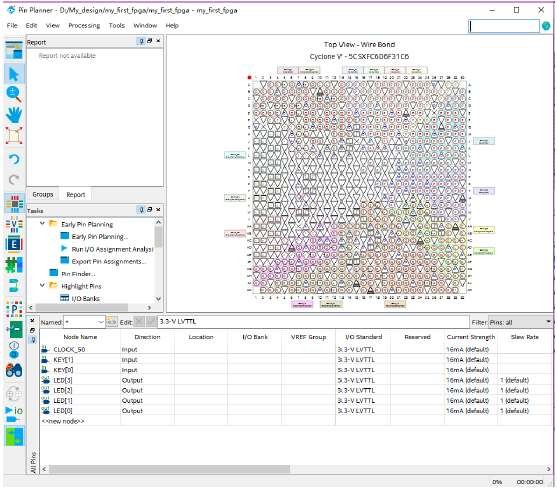 Pin Planner - D:/My_design/my_first_fpga/my_first_fpga - my_first_fpga
File Edit View Processing Tools Window Help
Report
Report not available
Groups Report
Tasks
Early Pin Planning
Early Pin Planning...
Run I/O Assignment Analysi
Export Pin Assignments...
Pin Finder...
Highlight Pins
I/O Banks
Top View - Wire Bond
Cyclone V - 5CSXFC6D6F31C6
Named: * Edit: 3.3-V LVTTL Filter: Pins: all
Node Name Direction Location I/O Bank VREF Group I/O Standard Reserved Current Strength Slew Rate
CLOCK_50 Input 3.3-V LVTTL 16mA (default)
KEY[1] Input 3.3-V LVTTL 16mA (default)
KEY[0] Input 3.3-V LVTTL 16mA (default)
LED[3] Output 3.3-V LVTTL 16mA (default) 1 (default)
LED[2] Output 3.3-V LVTTL 16mA (default) 1 (default)
LED[1] Output 3.3-V LVTTL 16mA (default) 1 (default)
LED[0] Output 3.3-V LVTTL 16mA (default) 1 (default)
<<new node>>
All Pins
0% 00:00:00